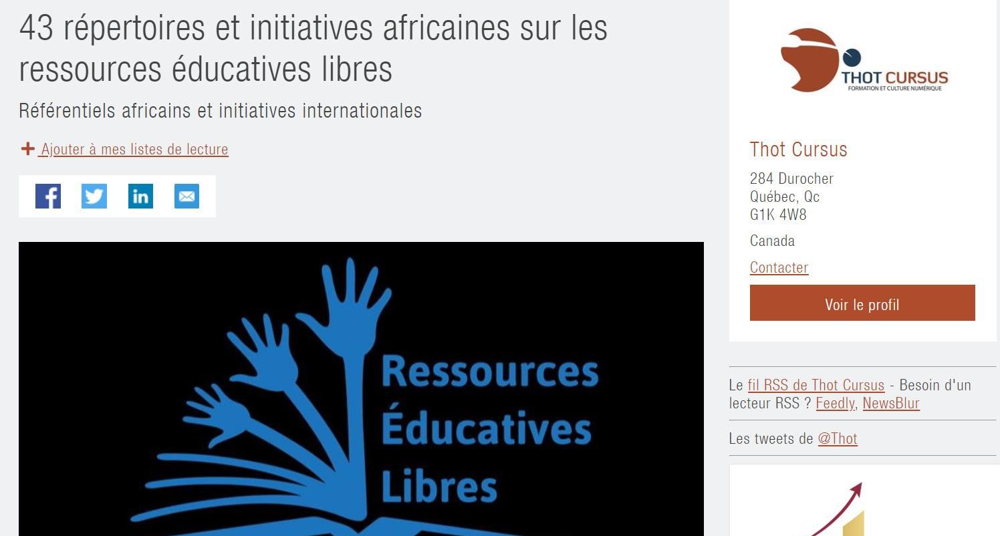 43 répertoires et initiatives africaines sur les
ressources éducatives libres
Référentiels africains et initiatives internationales
Ajouter à mes listes de lecture
Ressources
Éducatives
Libres
THOT CURSUS
FORMATION ET CULTURE NUMÉRIQUE
Thot Cursus
284 Durocher
Québec, Qc
G1K 4W8
Canada
Contacter
Voir le profil
Le fil RSS de Thot Cursus - Besoin d'un
lecteur RSS ? Feedly, NewsBlur
Les tweets de @Thot